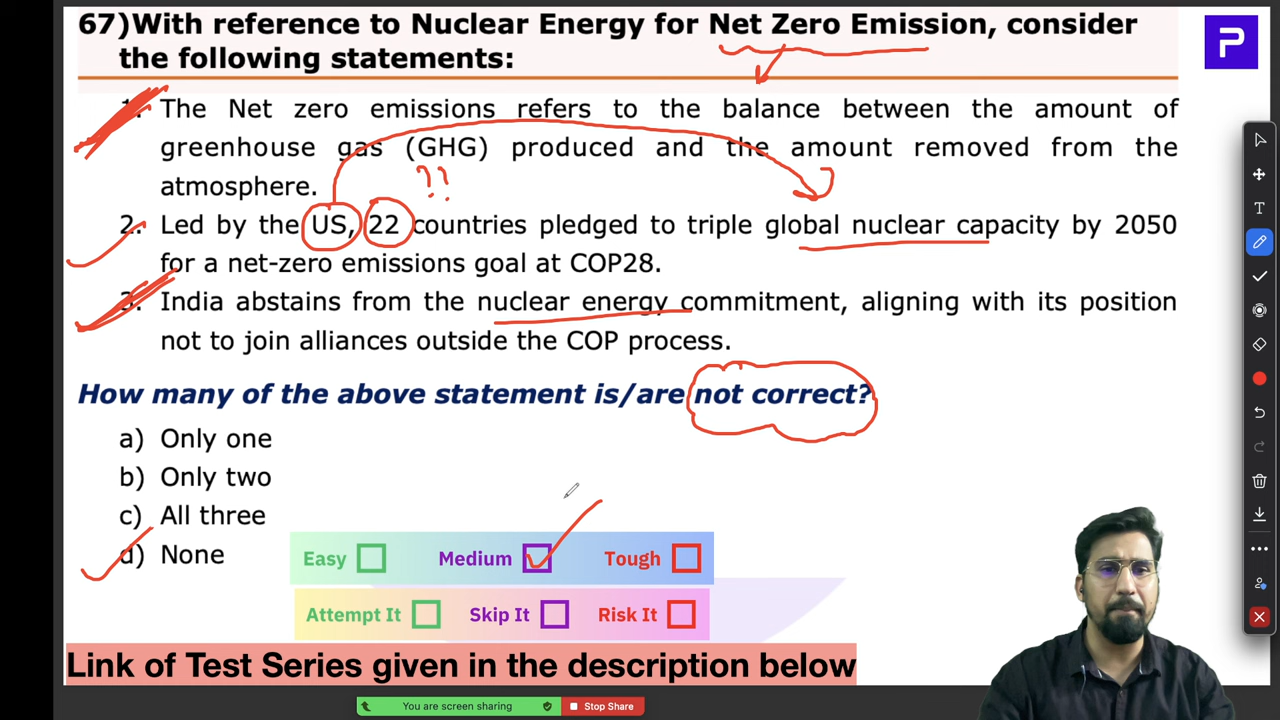 67)With reference to Nuclear Energy for Net Zero Emission, consider
the following statements:
P
1. The Net zero emissions refers to the balance between the amount of
greenhouse gas (GHG) produced and the amount removed from the
atmosphere.
??
2. Led by the US, 22 countries pledged to triple global nuclear capacity by 2050
for a net-zero emissions goal at COP28.
3. India abstains from the nuclear energy commitment, aligning with its position
not to join alliances outside the COP process.
How many of the above statement is/are not correct?
a) Only one
b) Only two
c) All three
d) None
Easy Medium Tough
Attempt It Skip It Risk It
Link of Test Series given in the description below
You are screen sharing Stop Share
T